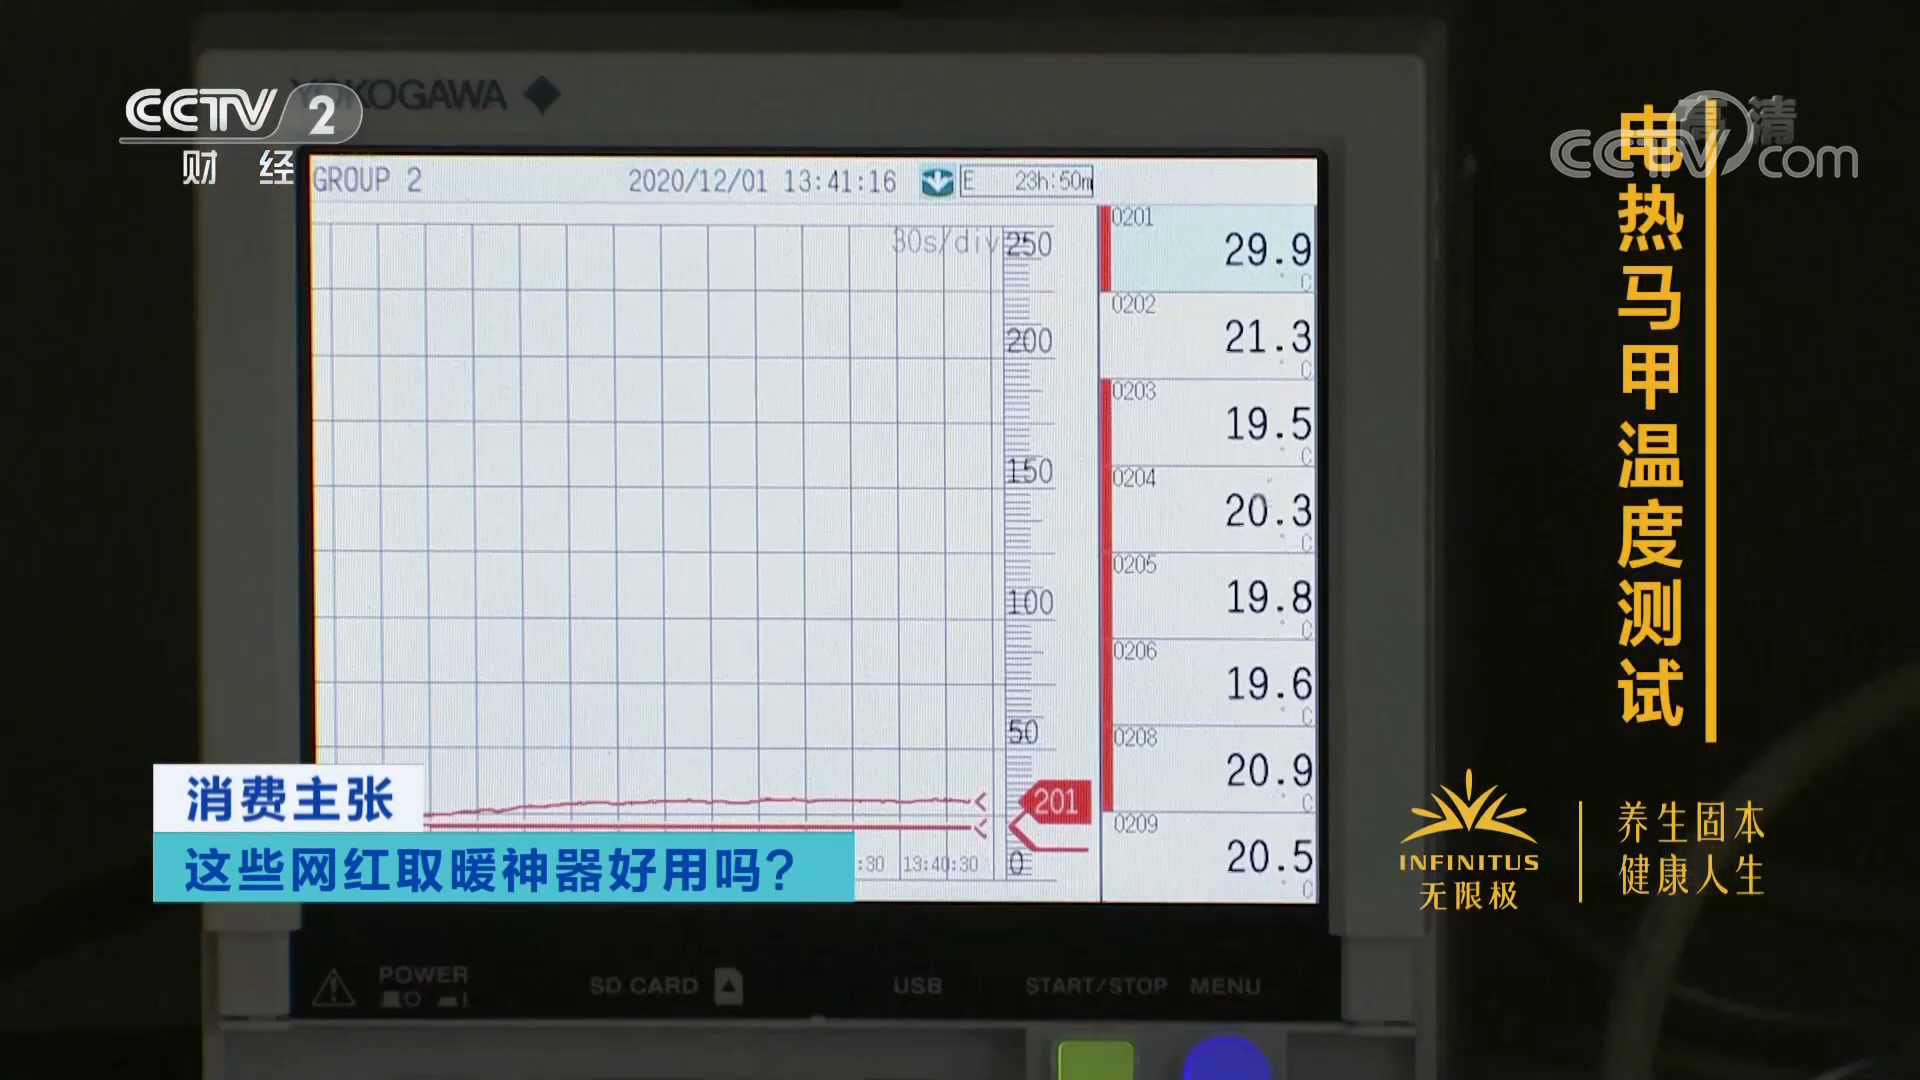 YOKOGAWA
CCTV 2
财 经
高清
CCTV com
GROUP 2
2020/12/01 13:41:16
E 23h:50m
30s/div
250
200
150
100
50
0
201
:30
13:40:30
0201
29.9
°C
0202
21.3
°C
0203
19.5
°C
0204
20.3
°C
0205
19.8
°C
0206
19.6
°C
0208
20.9
°C
0209
20.5
°C
电热马甲温度测试
消费主张
这些网红取暖神器好用吗?
INFINITUS
无限极
养生固本
健康人生
POWER
SD CARD
USB
START/STOP
MENU